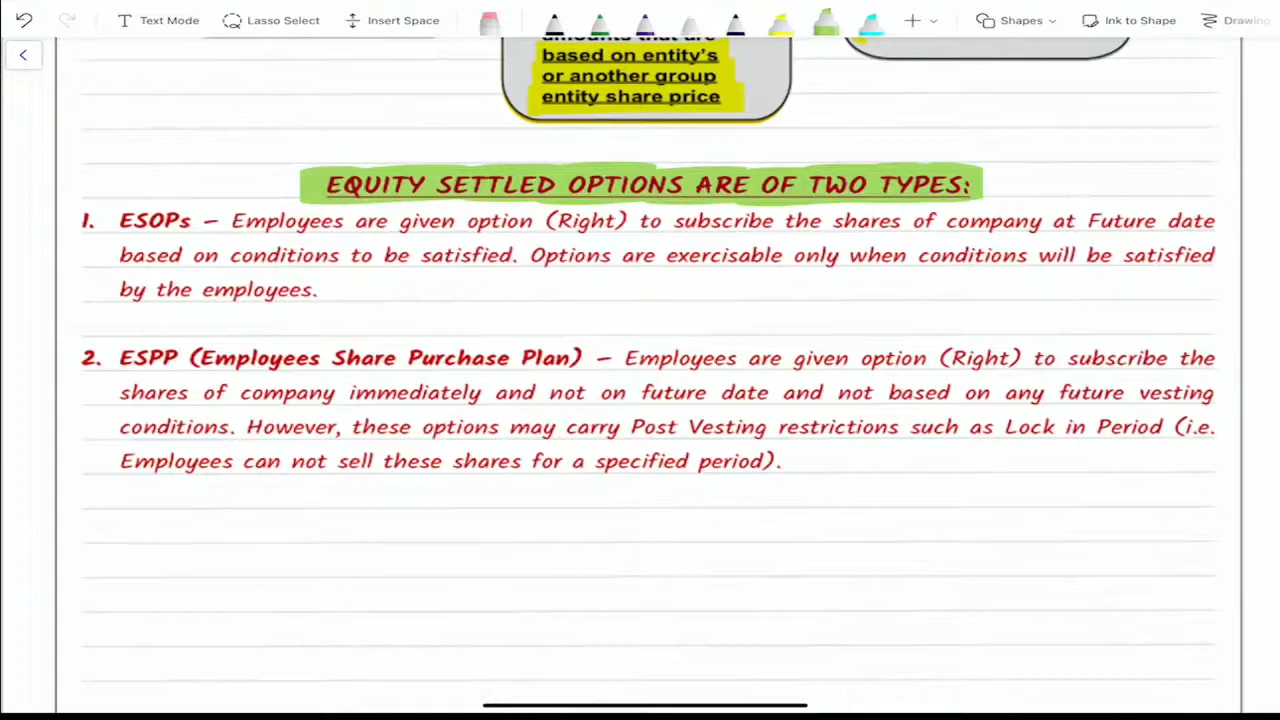 Text Mode Lasso Select Insert Space Shapes Ink to Shape Drawing
amounts that are
based on entity's
or another group
entity share price
EQUITY SETTLED OPTIONS ARE OF TWO TYPES:
1. ESOPs – Employees are given option (Right) to subscribe the shares of company at Future date
based on conditions to be satisfied. Options are exercisable only when conditions will be satisfied
by the employees.
2. ESPP (Employees Share Purchase Plan) – Employees are given option (Right) to subscribe the
shares of company immediately and not on future date and not based on any future vesting
conditions. However, these options may carry Post Vesting restrictions such as Lock in Period (i.e.
Employees can not sell these shares for a specified period).